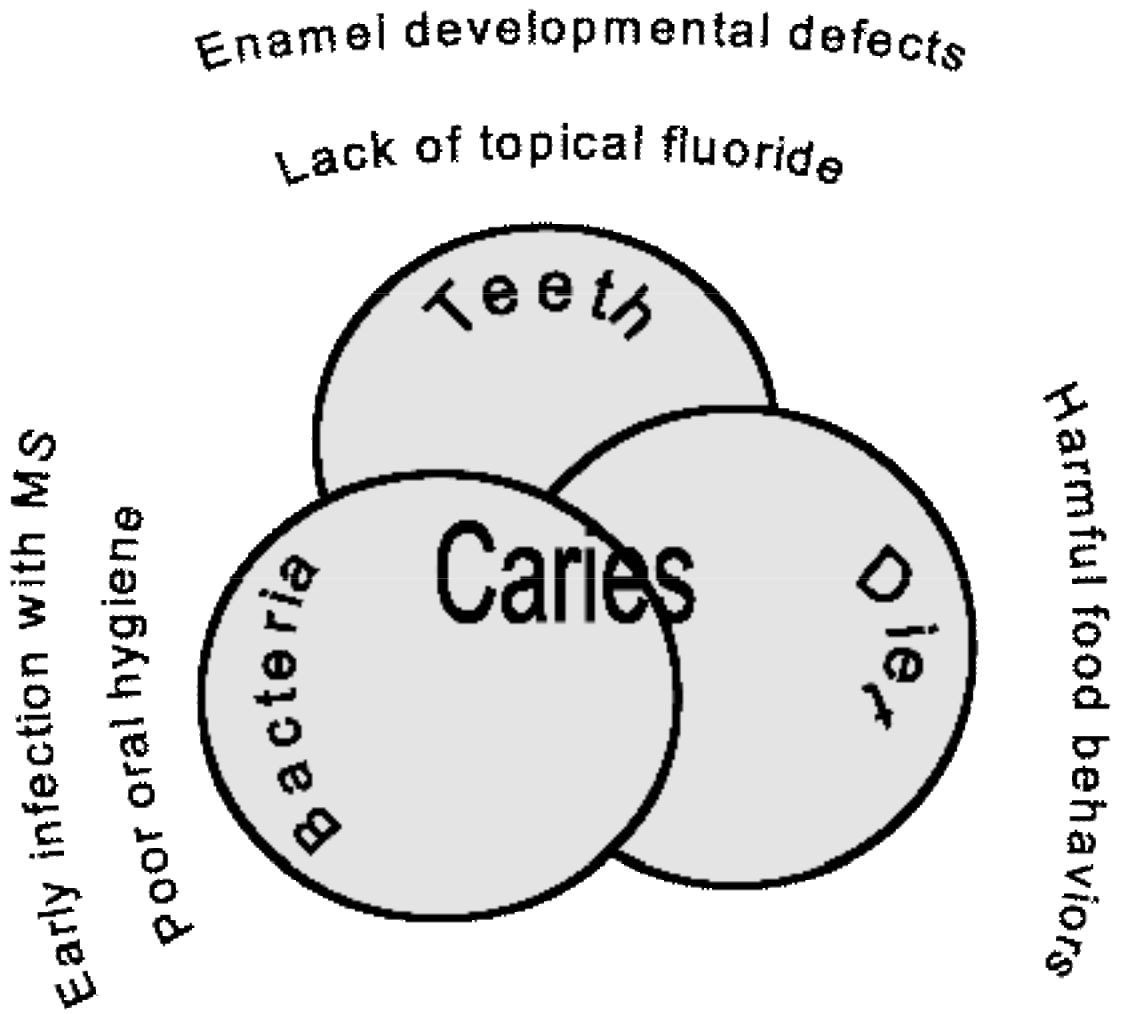 Enamel developmental defects
Lack of topical fluoride
Teeth
Caries
Bacteria
Diet
Early infection with MS
Poor oral hygiene
Harmful food behaviors